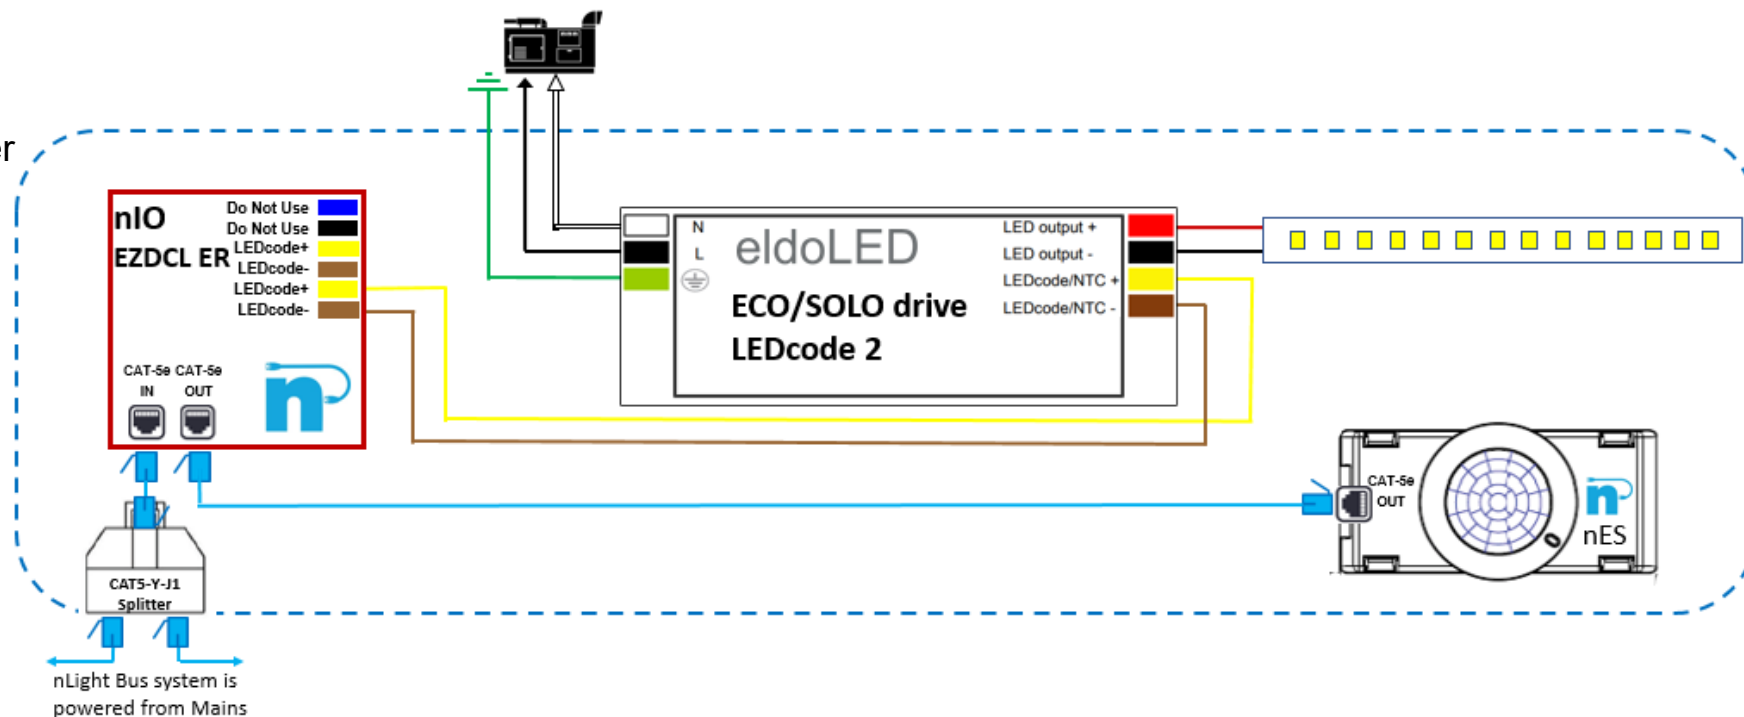 er
nIO
EZDCL ER
Do Not Use
Do Not Use
LEDcode+
LEDcode-
LEDcode+
LEDcode-
CAT-5e IN
CAT-5e OUT
n
N
L
eldoLED
ECO/SOLO drive
LEDcode 2
LED output +
LED output -
LEDcode/NTC +
LEDcode/NTC -
CAT-5e
OUT
n
nES
CAT5-Y-J1
Splitter
nLight Bus system is
powered from Mains